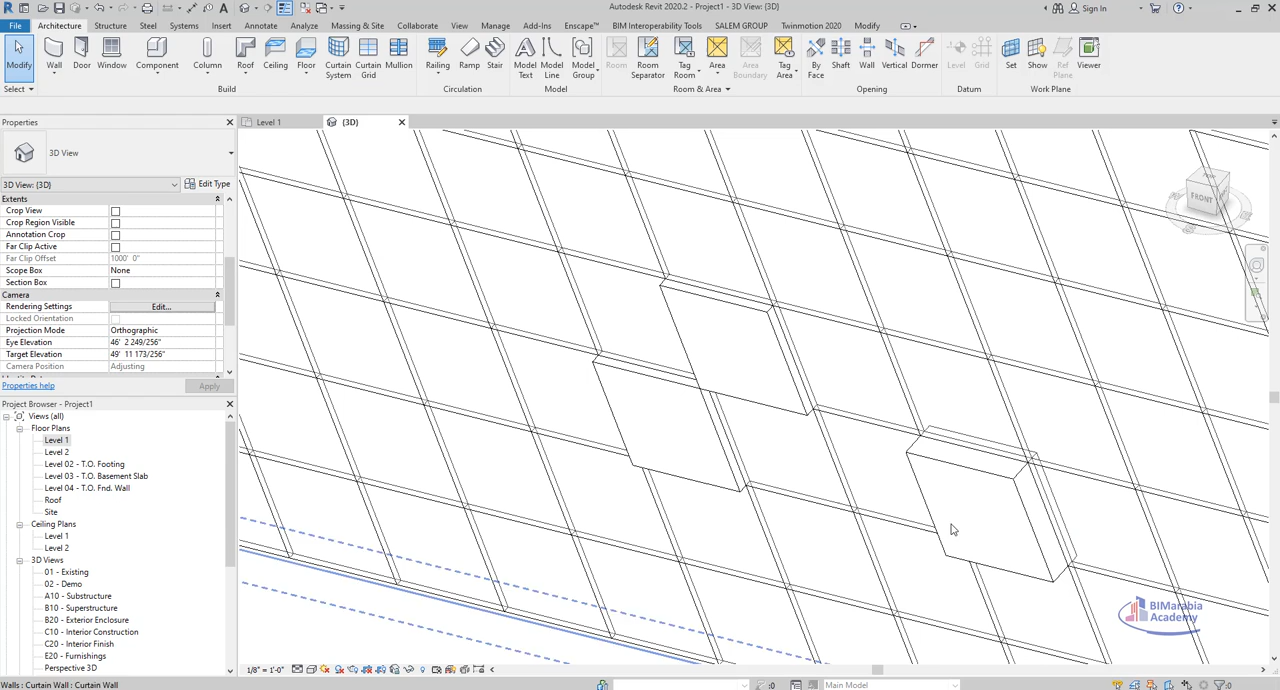 Autodesk Revit 2020.2 - Project1 - 3D View: {3D}
Sign In
File Architecture Structure Steel Systems Insert Annotate Analyze Massing & Site Collaborate View Manage Add-Ins Enscape™ BIM Interoperability Tools SALEM GROUP Twinmotion 2020 Modify
Modify Wall Door Window Component Column Roof Ceiling Floor Curtain System Curtain Grid Mullion Railing Ramp Stair Model Text Model Line Model Group Room Room Separator Tag Room Area Area Boundary Tag Area By Face Shaft Wall Vertical Dormer Level Grid Set Show Ref Plane Viewer
Select Build Circulation Model Room & Area Opening Datum Work Plane
Properties
Level 1
{3D}
3D View
3D View: {3D}
Edit Type
Extents
Crop View
Crop Region Visible
Annotation Crop
Far Clip Active
Far Clip Offset 1000' 0"
Scope Box None
Section Box
Camera
Rendering Settings Edit...
Locked Orientation
Projection Mode Orthographic
Eye Elevation 46' 2 249/256"
Target Elevation 49' 11 173/256"
Camera Position Adjusting
Properties help
Apply
Project Browser - Project1
Views (all)
Floor Plans
Level 1
Level 2
Level 02 - T.O. Footing
Level 03 - T.O. Basement Slab
Level 04 - T.O. Fnd. Wall
Roof
Site
Ceiling Plans
Level 1
Level 2
3D Views
01 - Existing
02 - Demo
A10 - Substructure
B10 - Superstructure
B20 - Exterior Enclosure
C10 - Interior Construction
C20 - Interior Finish
E20 - Furnishings
Perspective 3D
FRONT
BIMarabia
Academy
1/8" = 1'-0"
Walls : Curtain Wall : Curtain Wall
:0
Main Model
:0